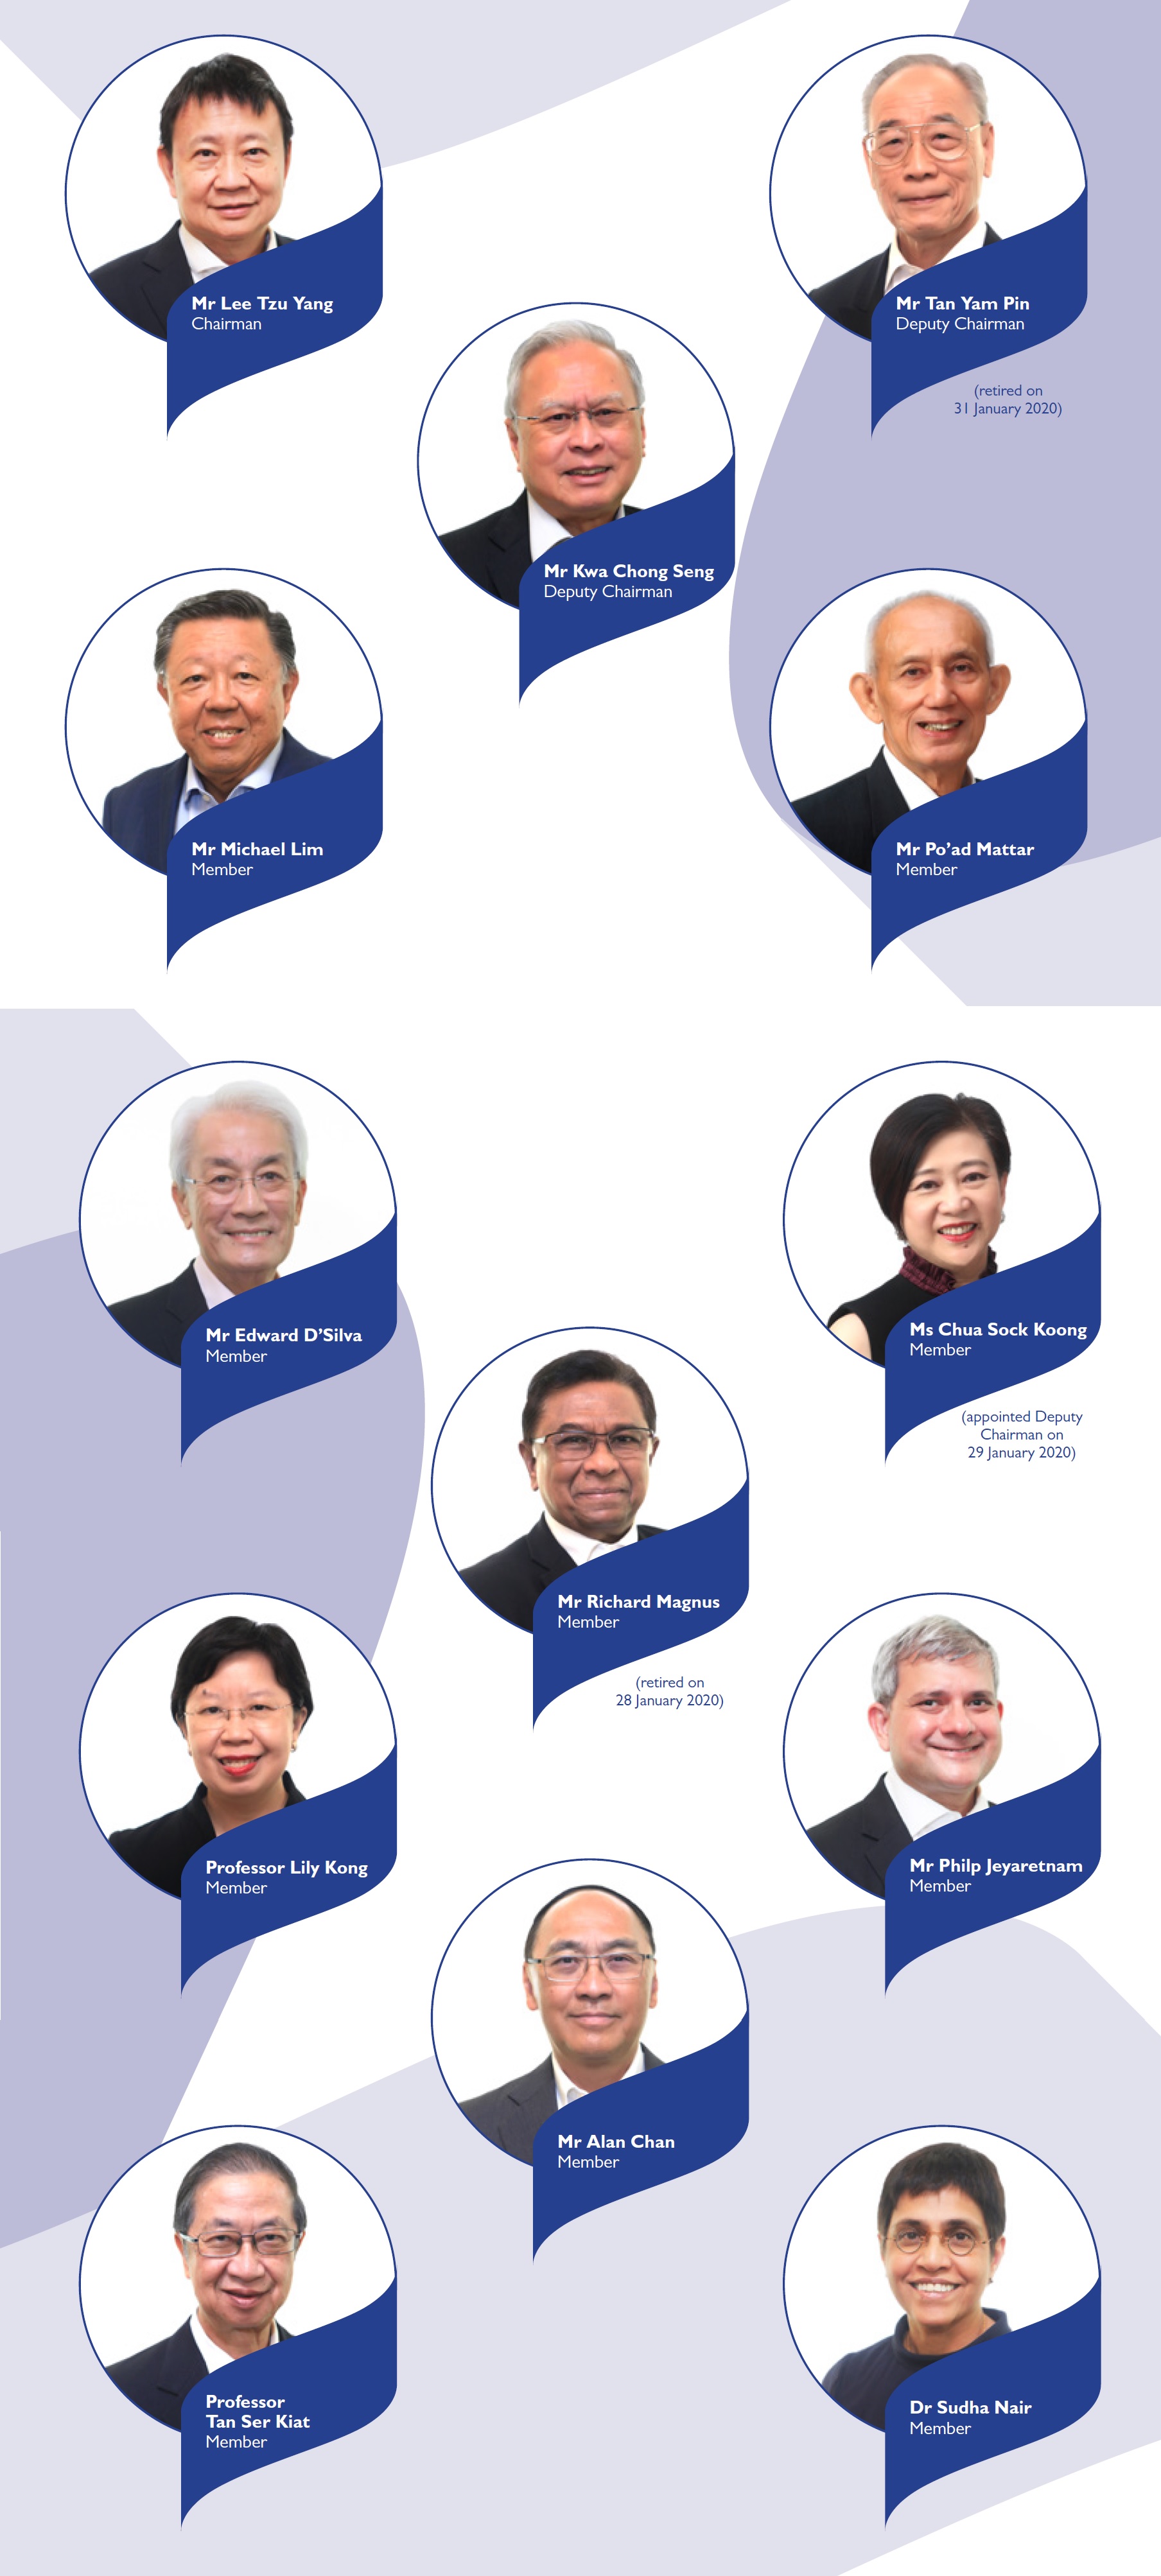 Mr Lee Tzu Yang
Chairman
Mr Tan Yam Pin
Deputy Chairman
(retired on
31 January 2020)
Mr Kwa Chong Seng
Deputy Chairman
Mr Michael Lim
Member
Mr Po’ad Mattar
Member
Mr Edward D’Silva
Member
Ms Chua Sock Koong
Member
(appointed Deputy
Chairman on
29 January 2020)
Mr Richard Magnus
Member
(retired on
28 January 2020)
Professor Lily Kong
Member
Mr Philp Jeyaretnam
Member
Mr Alan Chan
Member
Professor
Tan Ser Kiat
Member
Dr Sudha Nair
Member